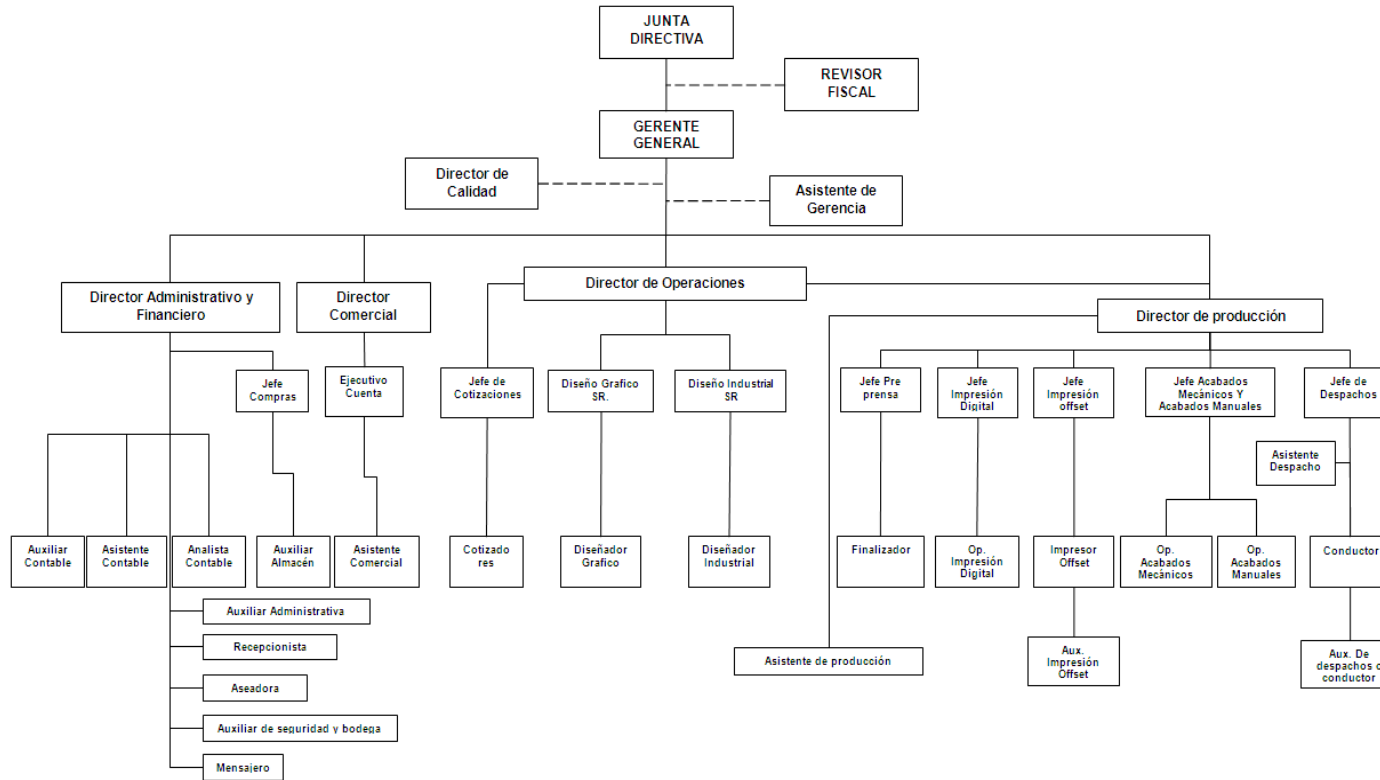 JUNTA
DIRECTIVA
REVISOR
FISCAL
GERENTE
GENERAL
Director de
Calidad
Asistente de
Gerencia
Director Administrativo y
Financiero
Director
Comercial
Director de Operaciones
Director de producción
Jefe
Compras
Ejecutivo
Cuenta
Jefe de
Cotizaciones
Diseño Grafico
SR.
Diseño Industrial
SR
Jefe Pre
prensa
Jefe
Impresión
Digital
Jefe
Impresión
offset
Jefe Acabados
Mecánicos Y
Acabados Manuales
Jefe de
Despachos
Asistente
Despacho
Auxiliar
Contable
Asistente
Contable
Analista
Contable
Auxiliar
Almacén
Asistente
Comercial
Cotizado
res
Diseñador
Grafico
Diseñador
Industrial
Finalizador
Op.
Impresión
Digital
Impresor
Offset
Op.
Acabados
Mecánicos
Op.
Acabados
Manuales
Conductor
Auxiliar Administrativa
Recepcionista
Aseadora
Auxiliar de seguridad y bodega
Mensajero
Asistente de producción
Aux.
Impresión
Offset
Aux. De
despachos o
conductor